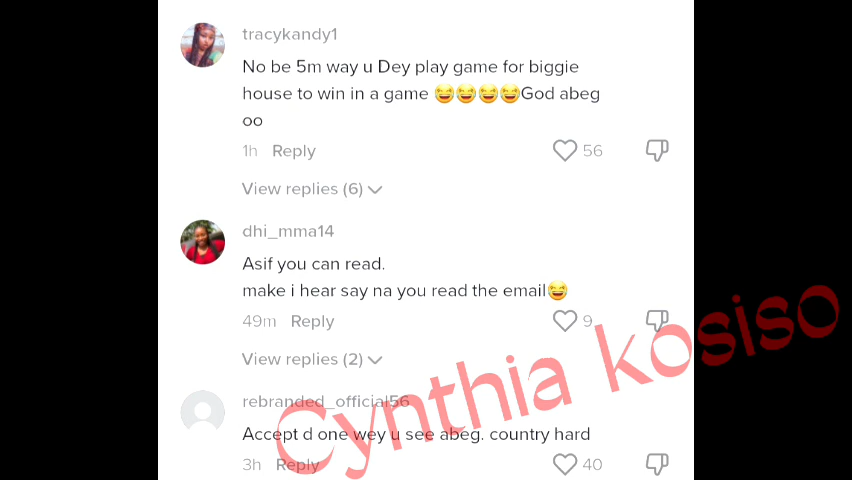 tracykandy1
No be 5m way u Dey play game for biggie
house to win in a game 😆😆😆😆God abeg
oo
1h Reply 56
View replies (6)
dhi_mma14
Asif you can read.
make i hear say na you read the email😆
49m Reply 9
View replies (2)
rebranded_official56
Accept d one wey u see abeg. country hard
3h Reply 40
Cynthia kosiso